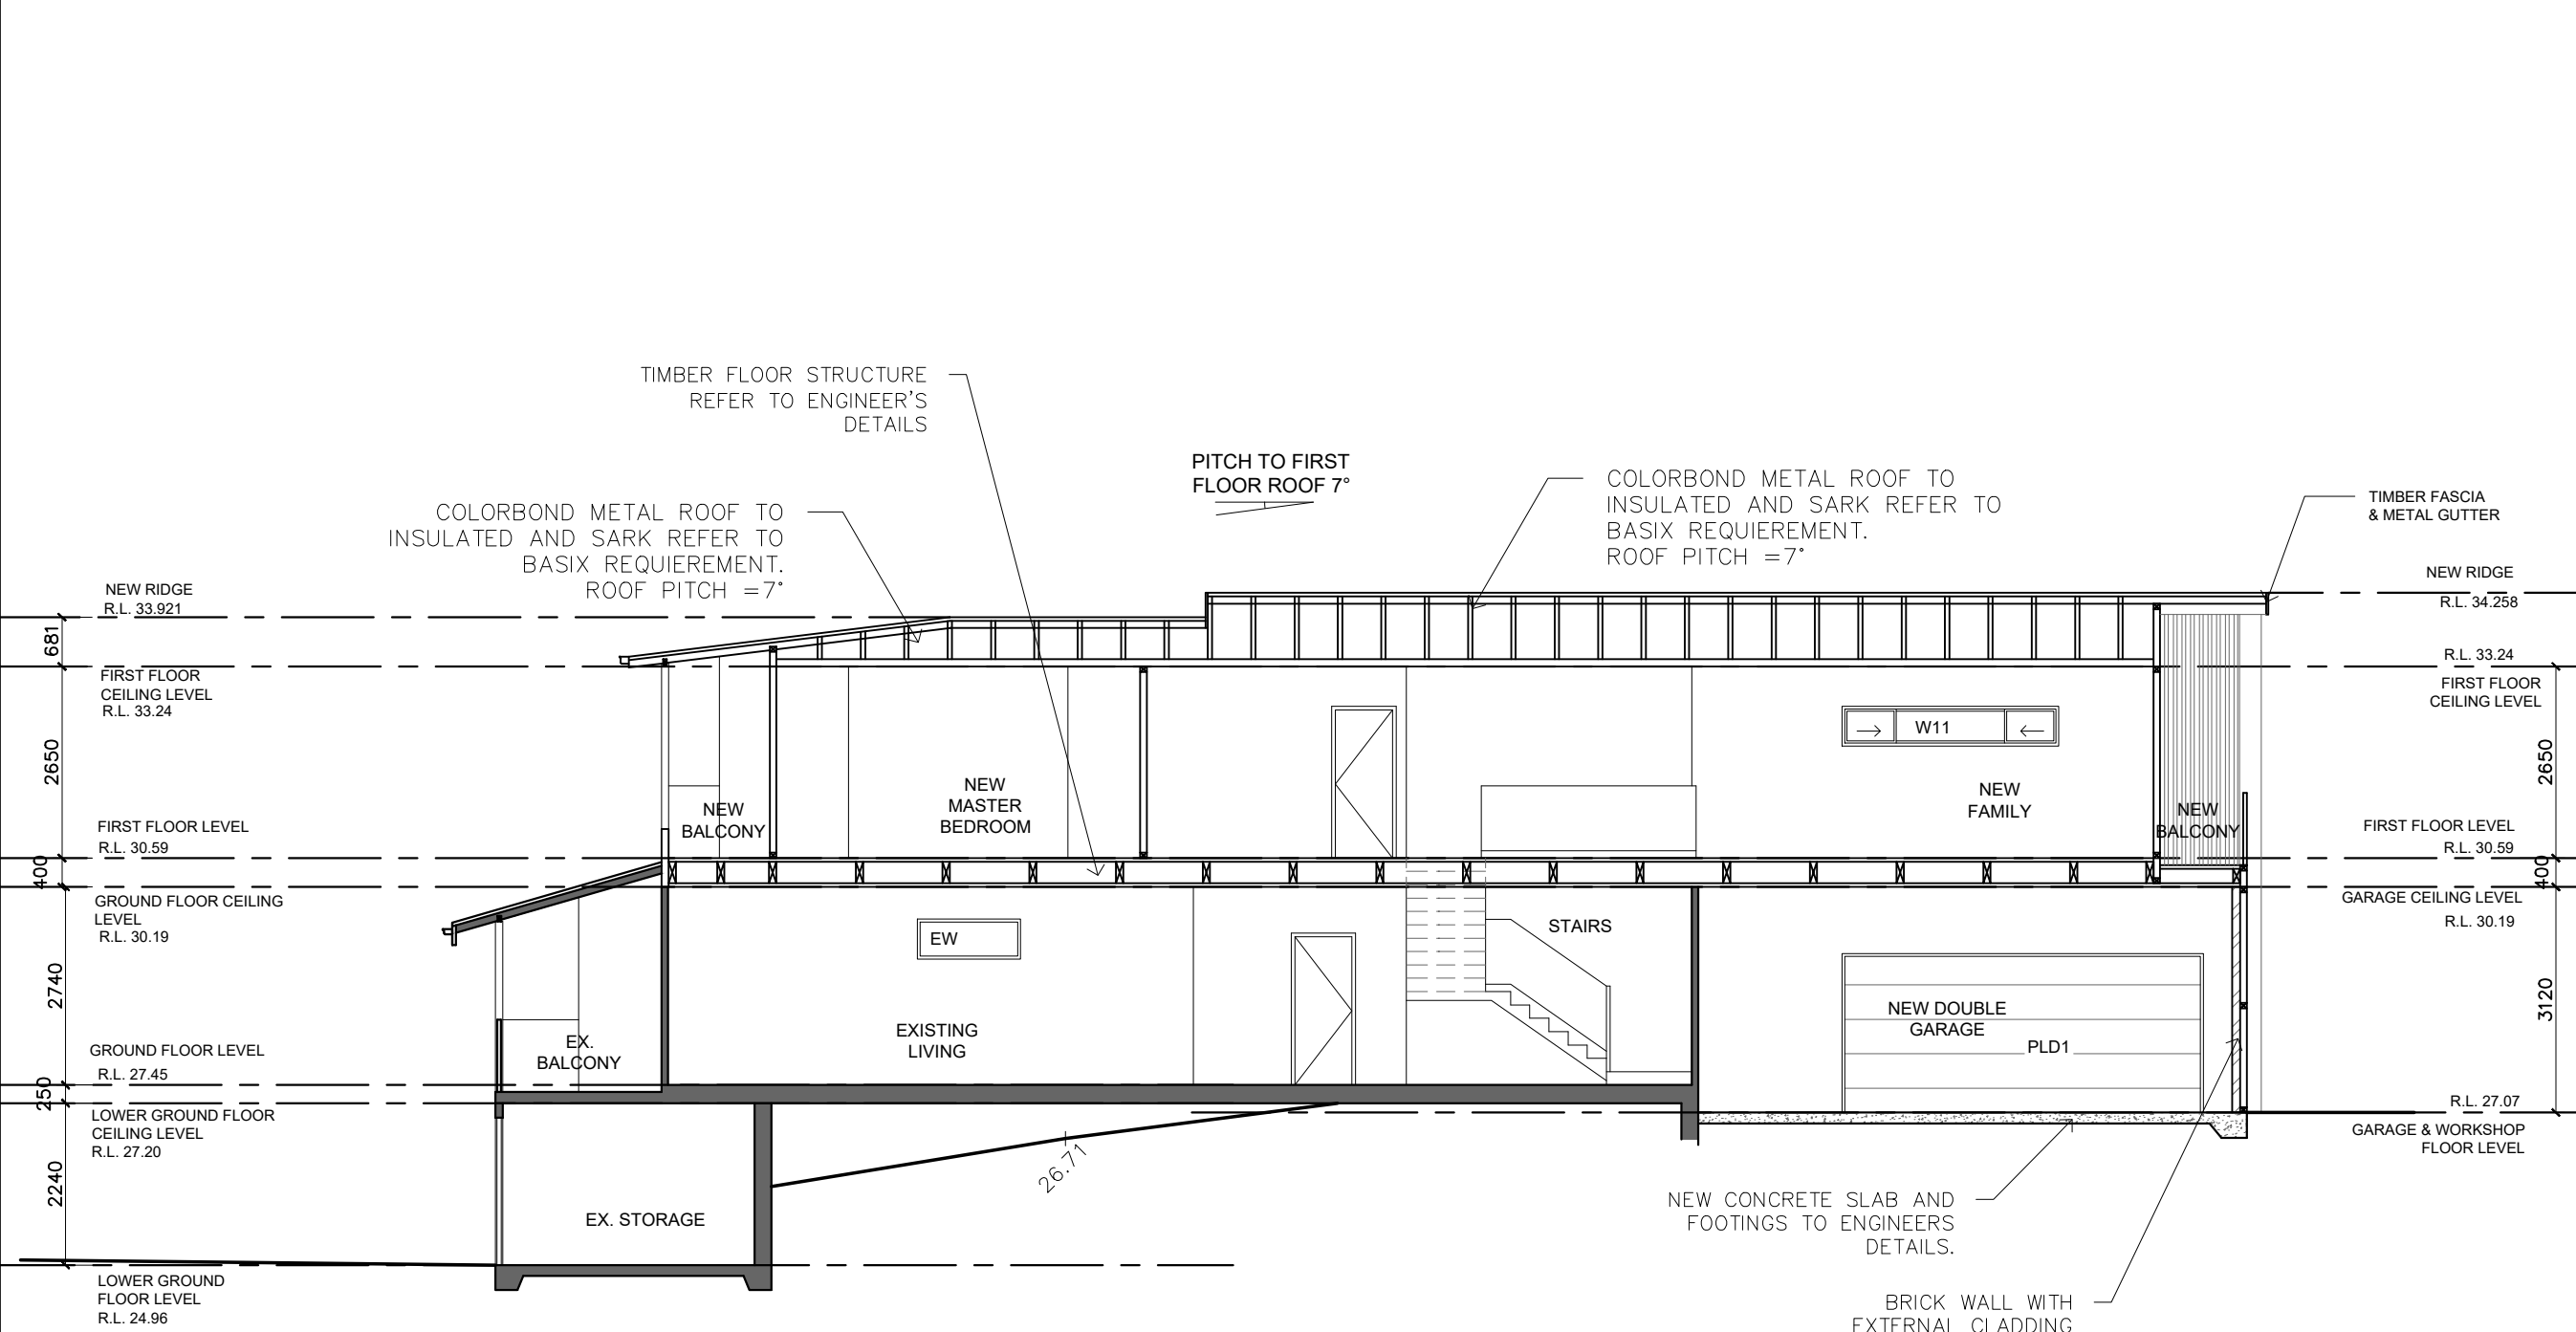 TIMBER FLOOR STRUCTURE
REFER TO ENGINEER'S
DETAILS
PITCH TO FIRST
FLOOR ROOF 7°
COLORBOND METAL ROOF TO
INSULATED AND SARK REFER TO
BASIX REQUIEREMENT.
ROOF PITCH =7°
COLORBOND METAL ROOF TO
INSULATED AND SARK REFER TO
BASIX REQUIEREMENT.
ROOF PITCH =7°
TIMBER FASCIA
& METAL GUTTER
NEW RIDGE
R.L. 33.921
681
FIRST FLOOR
CEILING LEVEL
R.L. 33.24
2650
FIRST FLOOR LEVEL
R.L. 30.59
400
GROUND FLOOR CEILING
LEVEL
R.L. 30.19
2740
GROUND FLOOR LEVEL
R.L. 27.45
250
LOWER GROUND FLOOR
CEILING LEVEL
R.L. 27.20
2240
LOWER GROUND
FLOOR LEVEL
R.L. 24.96
NEW
BALCONY
NEW
MASTER
BEDROOM
W11
NEW
FAMILY
NEW
BALCONY
EW
STAIRS
EX.
BALCONY
EXISTING
LIVING
NEW DOUBLE
GARAGE
PLD1
26.71
EX. STORAGE
NEW RIDGE
R.L. 34.258
R.L. 33.24
FIRST FLOOR
CEILING LEVEL
2650
FIRST FLOOR LEVEL
R.L. 30.59
400
GARAGE CEILING LEVEL
R.L. 30.19
3120
R.L. 27.07
GARAGE & WORKSHOP
FLOOR LEVEL
NEW CONCRETE SLAB AND
FOOTINGS TO ENGINEERS
DETAILS.
BRICK WALL WITH
EXTERNAL CLADDING